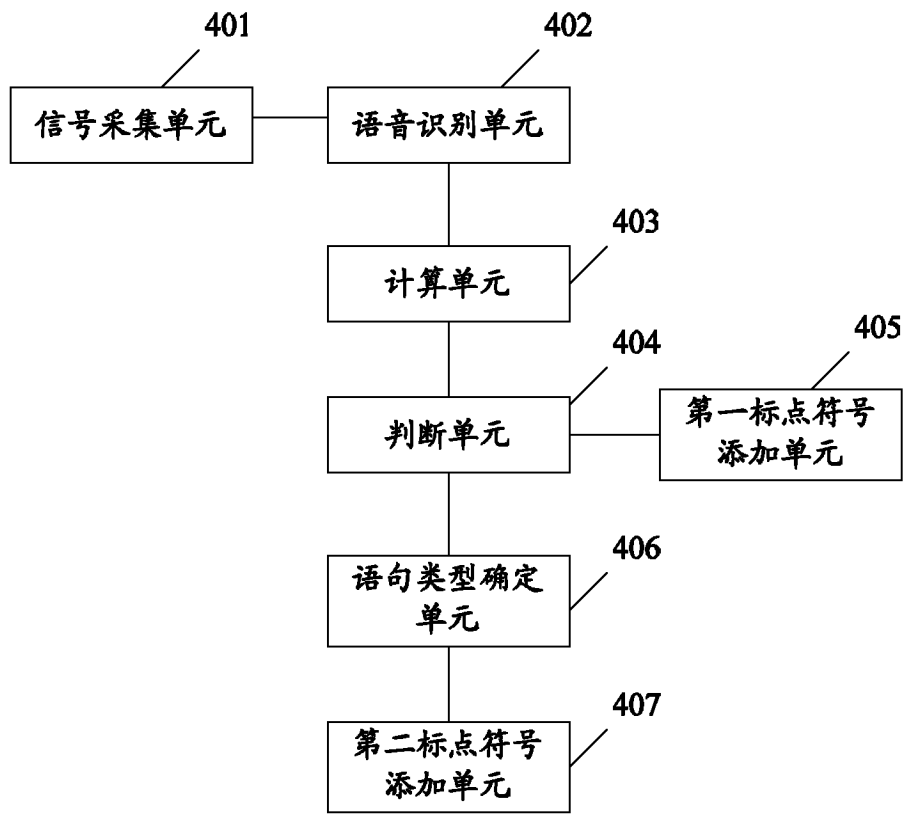 401
402
信号采集单元
语音识别单元
403
计算单元
404
405
判断单元
第一标点符号
添加单元
406
语句类型确定
单元
407
第二标点符号
添加单元